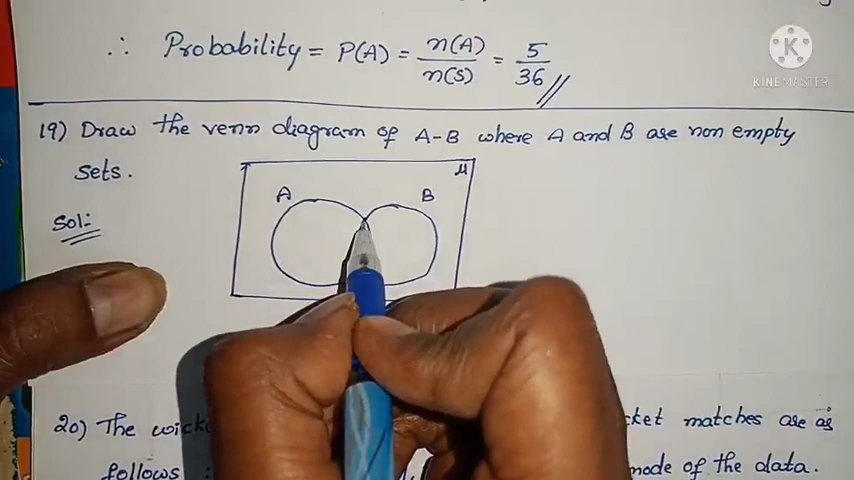 ∴ Probability = P(A) = n(A)/n(S) = 5/36 //
K
KINEMASTER
19) Draw the venn diagram of A-B where A and B are non empty
sets.
μ
A B
Sol:-
20) The wick ket matches are as
follows : mode of the data.